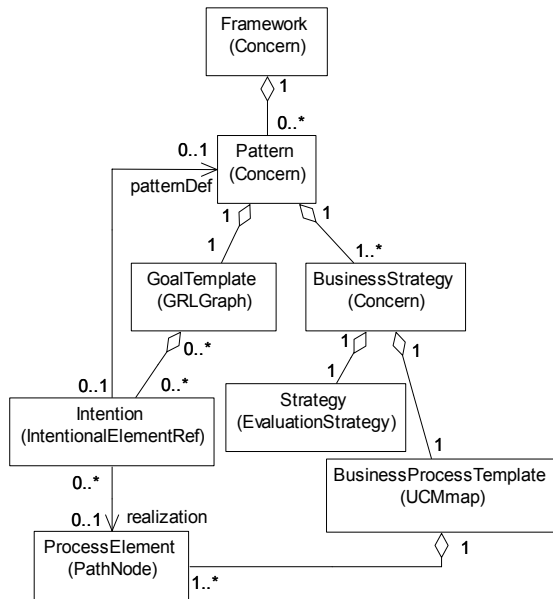 Framework
(Concern)
1
0..*
0..1
Pattern
(Concern)
patternDef
1
1
1
1..*
GoalTemplate
(GRLGraph)
BusinessStrategy
(Concern)
0..*
1
1
0..*
1
0..1
Strategy
(EvaluationStrategy)
Intention
(IntentionalElementRef)
1
0..*
BusinessProcessTemplate
(UCMmap)
0..1
realization
1
ProcessElement
(PathNode)
1..*